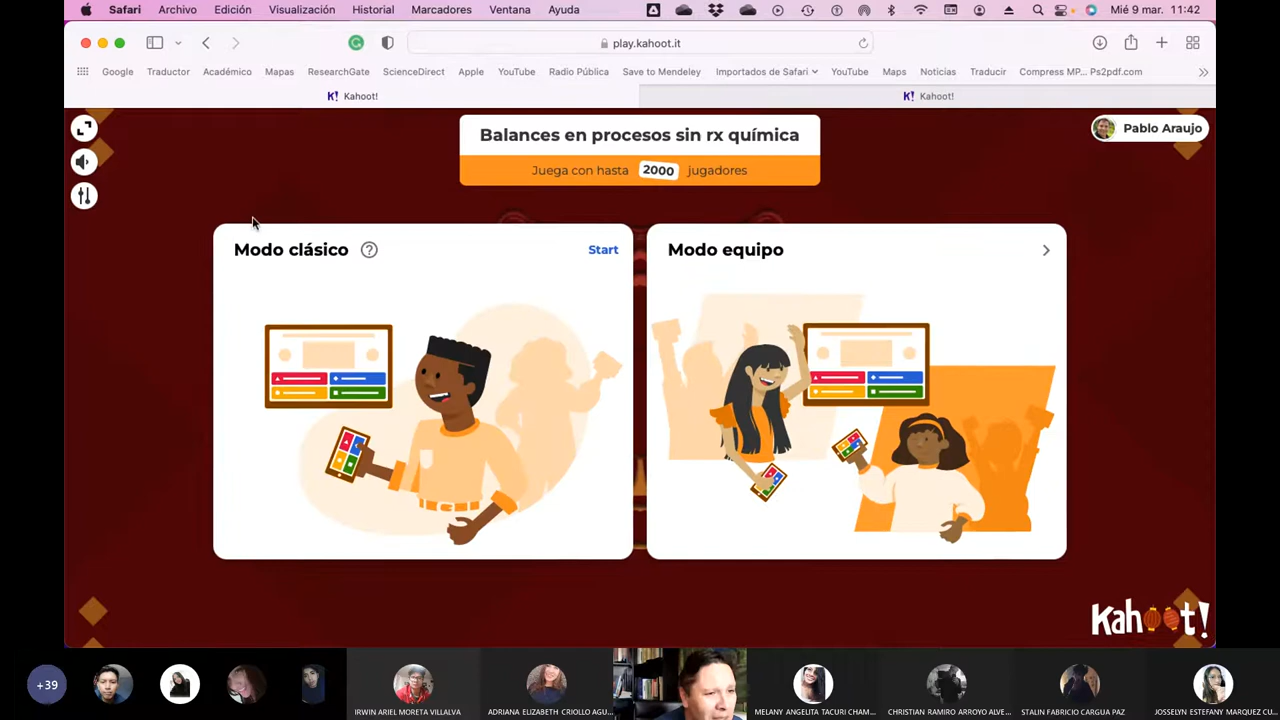 Safari Archivo Edición Visualización Historial Marcadores Ventana Ayuda Mié 9 mar. 11:42
play.kahoot.it
Google Traductor Académico Mapas ResearchGate ScienceDirect Apple YouTube Radio Pública Save to Mendeley Importados de Safari YouTube Maps Noticias Traducir Compress MP... Ps2pdf.com
K! Kahoot! K! Kahoot!
Balances en procesos sin rx química
Pablo Araujo
Juega con hasta 2000 jugadores
Modo clásico ? Start
Modo equipo
Kahoot!
+39
IRWIN ARIEL MORETA VILLALVA
ADRIANA ELIZABETH CRIOLLO AGU...
MELANY ANGELITA TACURI CHAM...
CHRISTIAN RAMIRO ARROYO ALVE...
STALIN FABRICIO CARGUA PAZ
JOSSELYN ESTEFANY MARQUEZ CU...